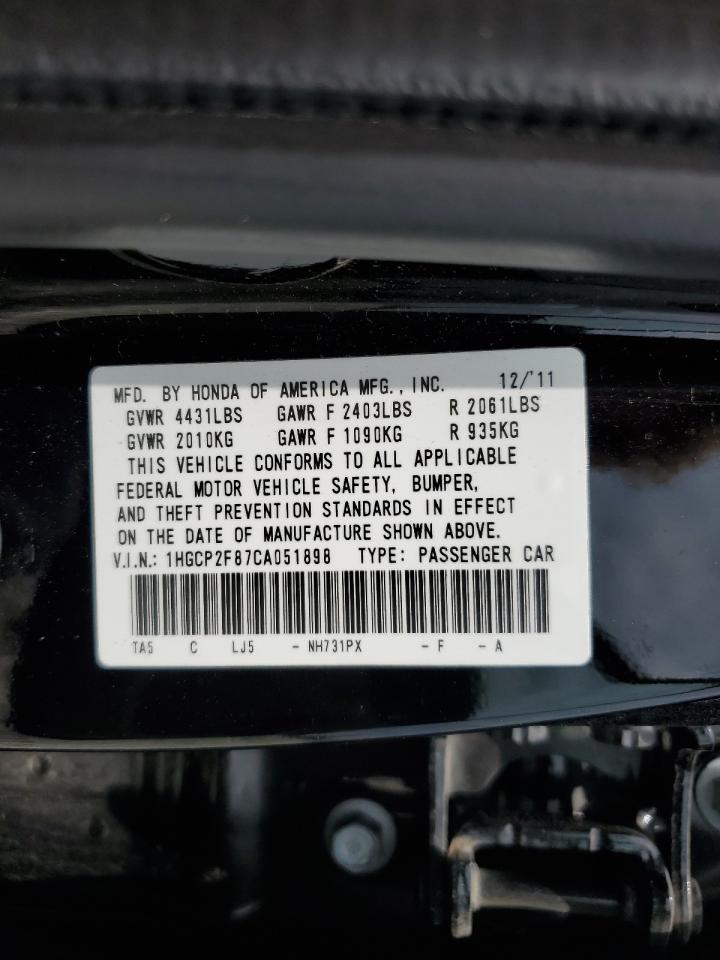 MFD. BY HONDA OF AMERICA MFG., INC. 12/'11
GVWR 4431LBS GAWR F 2403LBS R 2061LBS
GVWR 2010KG GAWR F 1090KG R 935KG
THIS VEHICLE CONFORMS TO ALL APPLICABLE
FEDERAL MOTOR VEHICLE SAFETY, BUMPER,
AND THEFT PREVENTION STANDARDS IN EFFECT
ON THE DATE OF MANUFACTURE SHOWN ABOVE.
V.I.N.: 1HGCP2F87CA051898 TYPE: PASSENGER CAR
TA5 C LJ5 - NH731PX - F - A